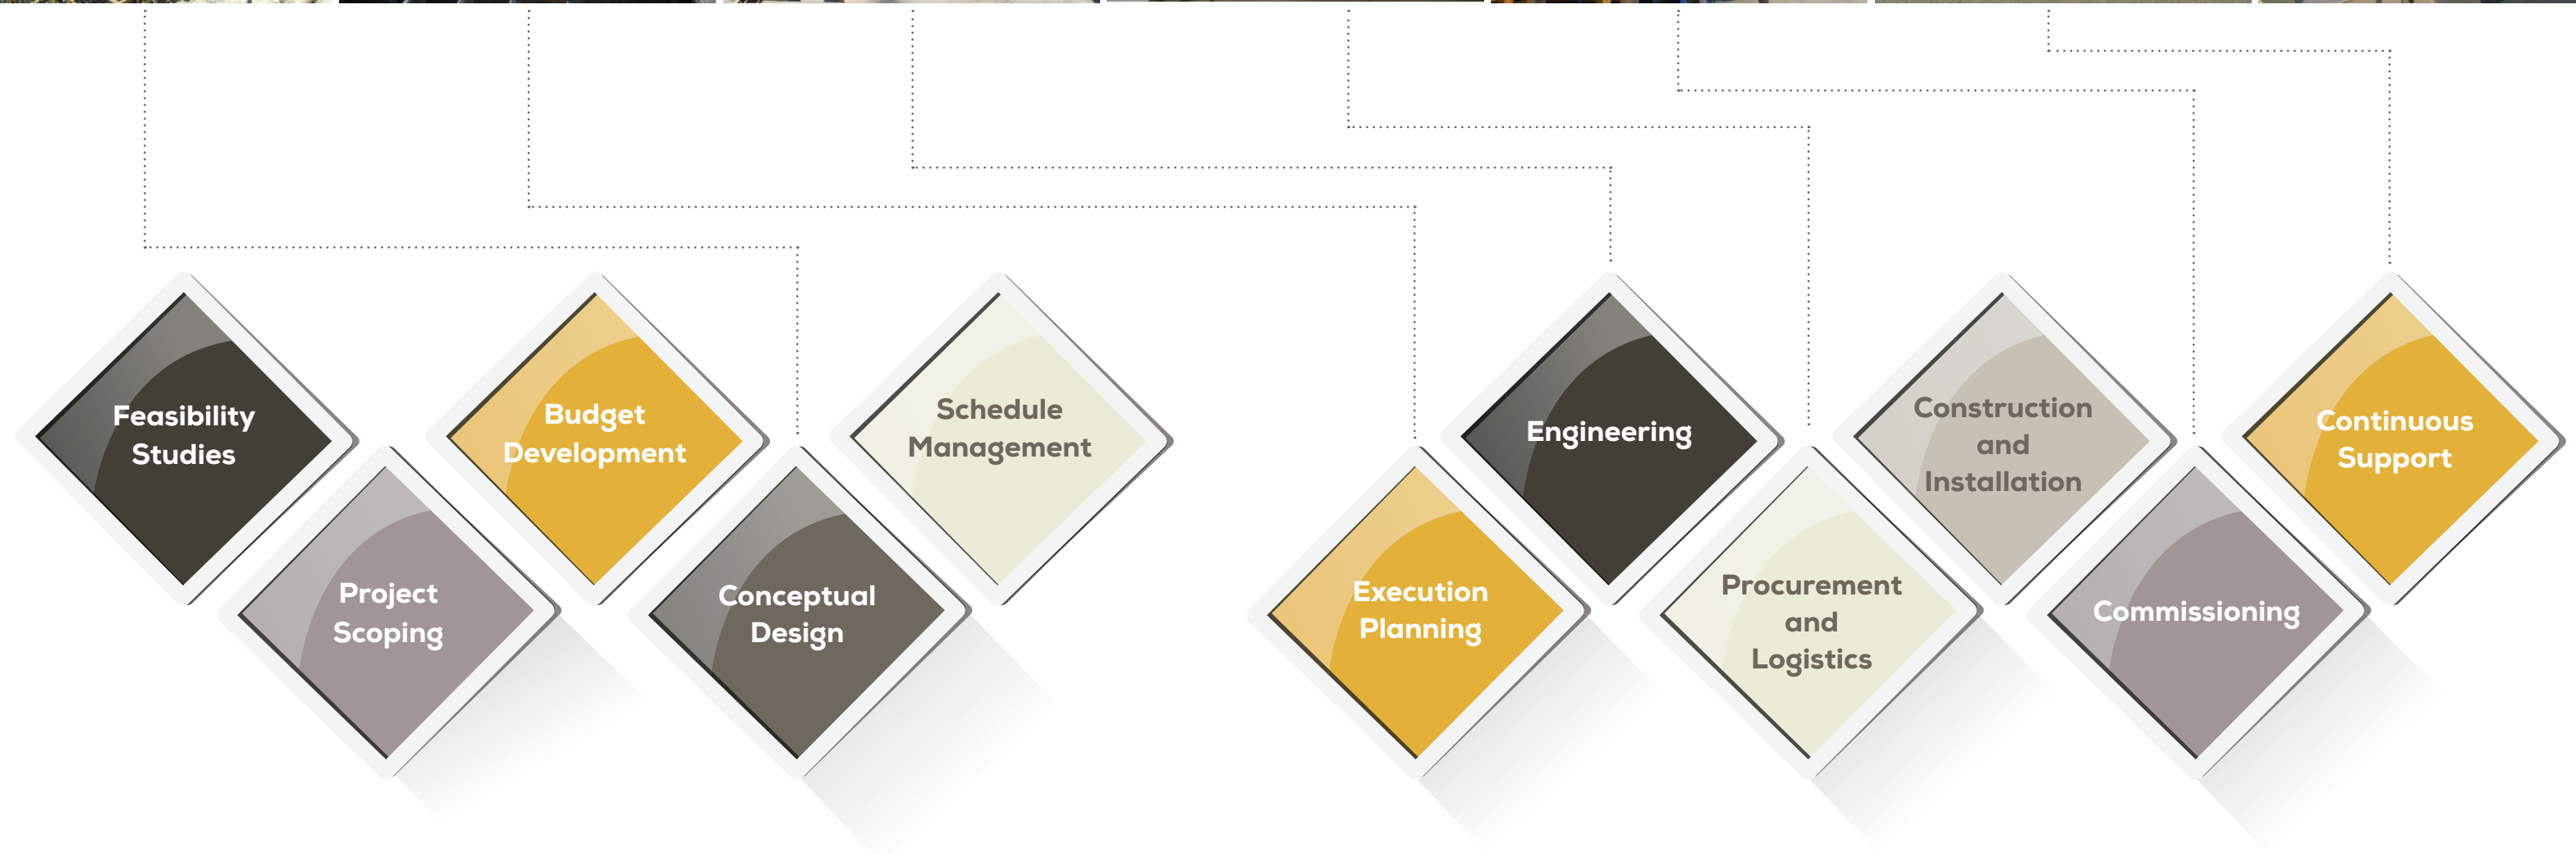 Feasibility
Studies
Project
Scoping
Budget
Development
Conceptual
Design
Schedule
Management
Execution
Planning
Engineering
Procurement
and
Logistics
Construction
and
Installation
Commissioning
Continuous
Support